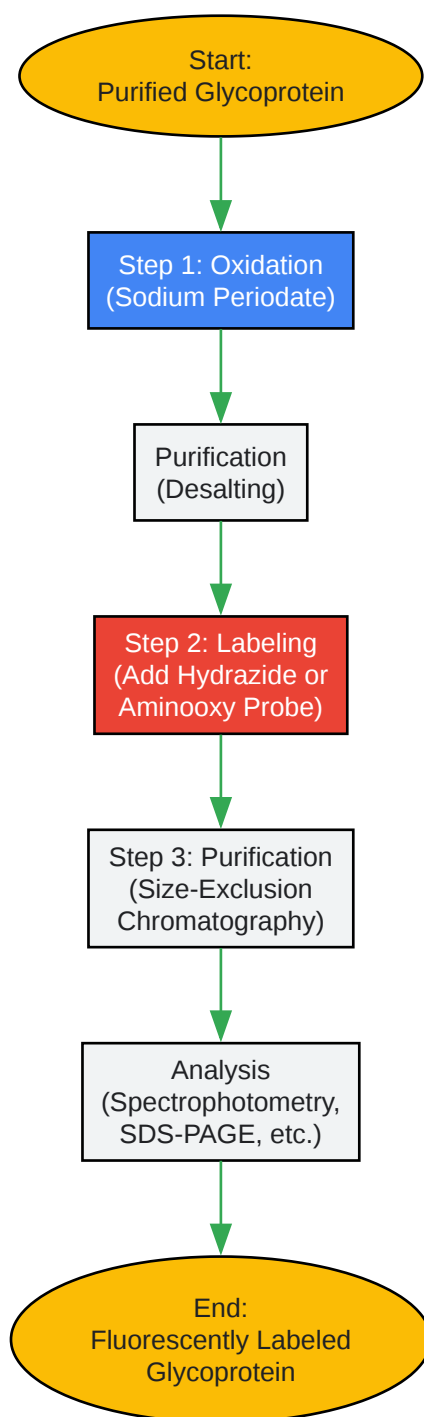 Start:
Purified Glycoprotein
Step 1: Oxidation
(Sodium Periodate)
Purification
(Desalting)
Step 2: Labeling
(Add Hydrazide or
Aminooxy Probe)
Step 3: Purification
(Size-Exclusion
Chromatography)
Analysis
(Spectrophotometry,
SDS-PAGE, etc.)
End:
Fluorescently Labeled
Glycoprotein